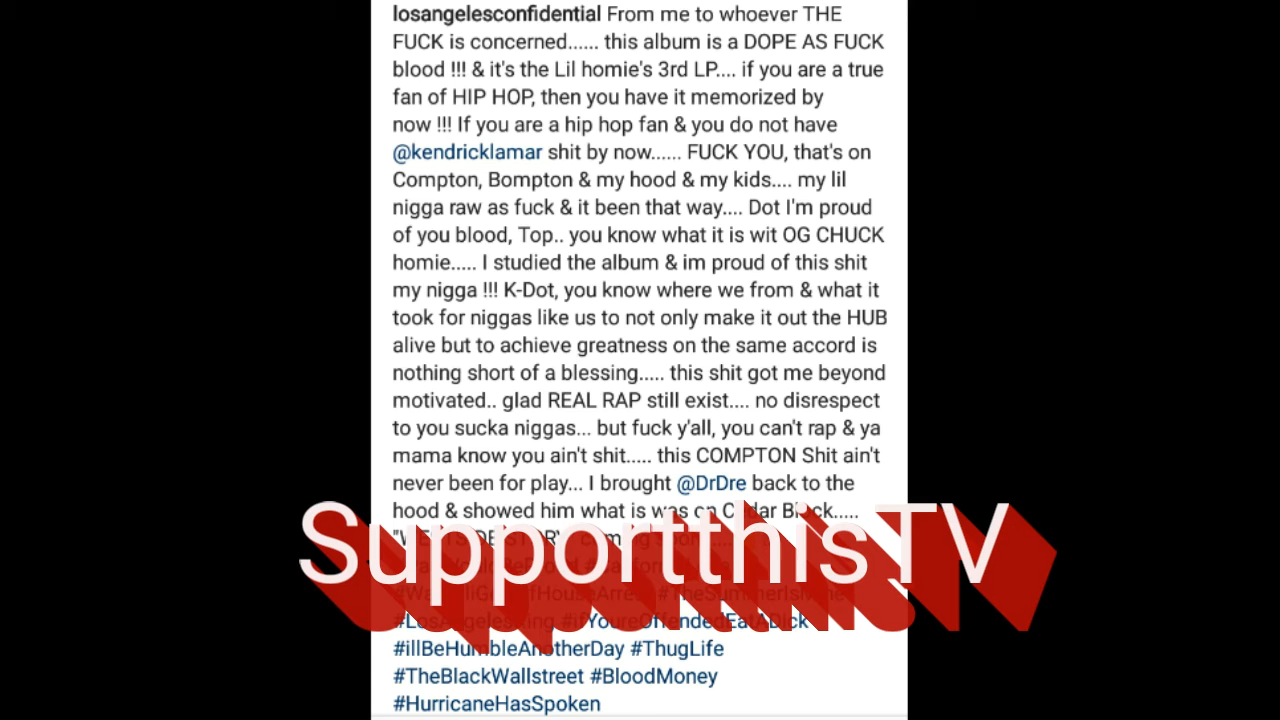 losangelesconfidential From me to whoever THE
FUCK is concerned...... this album is a DOPE AS FUCK
blood !!! & it's the Lil homie's 3rd LP.... if you are a true
fan of HIP HOP, then you have it memorized by
now !!! If you are a hip hop fan & you do not have
@kendricklamar shit by now...... FUCK YOU, that's on
Compton, Bompton & my hood & my kids.... my lil
nigga raw as fuck & it been that way.... Dot I'm proud
of you blood, Top.. you know what it is wit OG CHUCK
homie..... I studied the album & im proud of this shit
my nigga !!! K-Dot, you know where we from & what it
took for niggas like us to not only make it out the HUB
alive but to achieve greatness on the same accord is
nothing short of a blessing..... this shit got me beyond
motivated.. glad REAL RAP still exist.... no disrespect
to you sucka niggas... but fuck y'all, you can't rap & ya
mama know you ain't shit..... this COMPTON Shit ain't
never been for play... I brought @DrDre back to the
hood & showed him what is was on Cedar Block.....
SupportthisTV
#ifYoureOffendedEatADick
#illBeHumbleAnotherDay #ThugLife
#TheBlackWallstreet #BloodMoney
#HurricaneHasSpoken